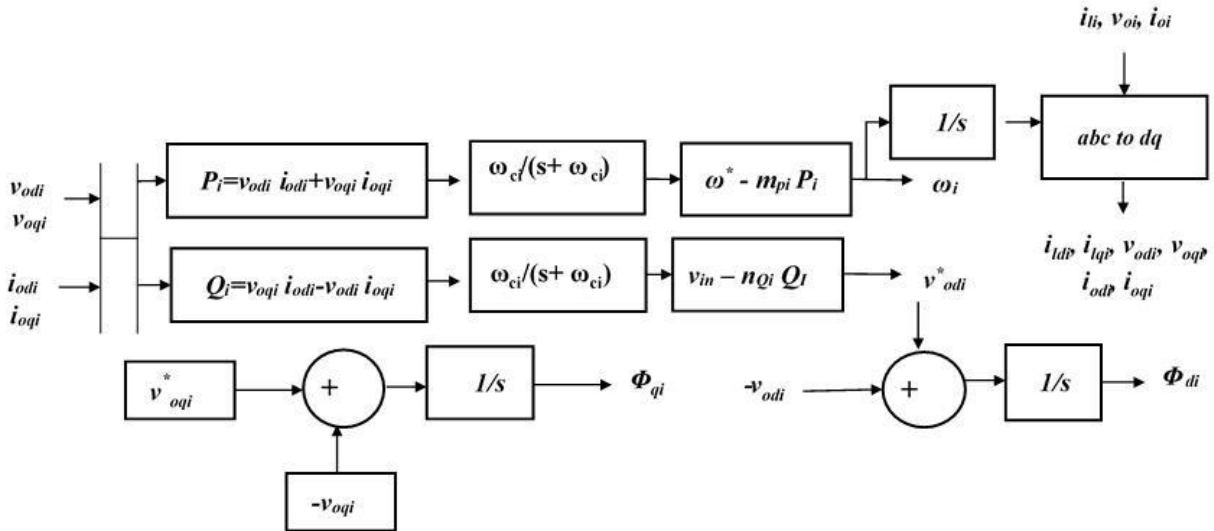 i_li, v_oi, i_oi
1/s
abc to dq
v_odi
v_oqi
P_i=v_odi i_odi+v_oqi i_oqi
ω_ci/(s+ ω_ci)
ω* - m_pi P_i
ω_i
i_ldi, i_lqi, v_odi, v_oqi,
i_odi, i_oqi
i_odi
i_oqi
Q_i=v_oqi i_odi-v_odi i_oqi
ω_ci/(s+ ω_ci)
v_in – n_Qi Q_I
v*_odi
v*_oqi
+
1/s
Φ_qi
-v_odi
+
1/s
Φ_di
-v_oqi